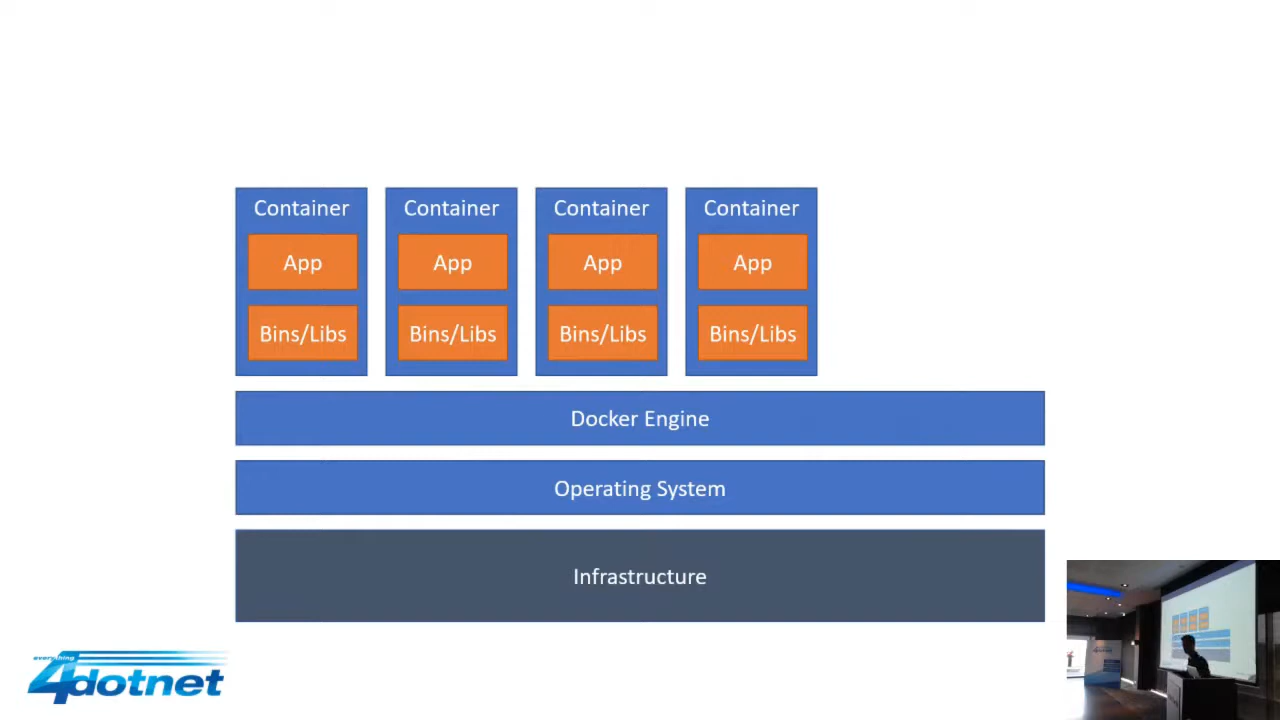 Container Container Container Container
App App App App
Bins/Libs Bins/Libs Bins/Libs Bins/Libs
Docker Engine
Operating System
Infrastructure
everything
4dotnet